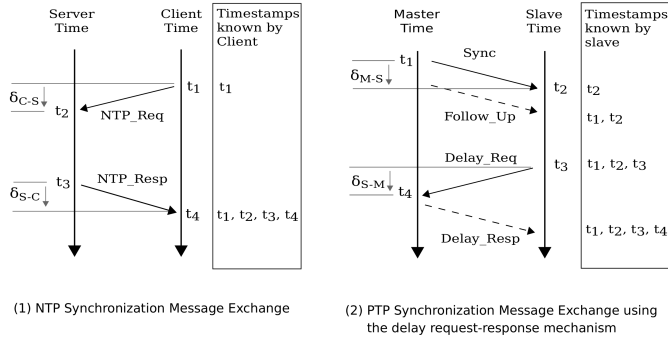 Server Time
Client Time
Timestamps known by Client
t1
t1
δC-S
t2
NTP_Req
t3
NTP_Resp
δS-C
t4
t1, t2, t3, t4
(1) NTP Synchronization Message Exchange
Master Time
Slave Time
Timestamps known by slave
Sync
t1
δM-S
t2
t2
Follow_Up
t1, t2
Delay_Req
t3
t1, t2, t3
δS-M
t4
Delay_Resp
t1, t2, t3, t4
(2) PTP Synchronization Message Exchange using
the delay request-response mechanism